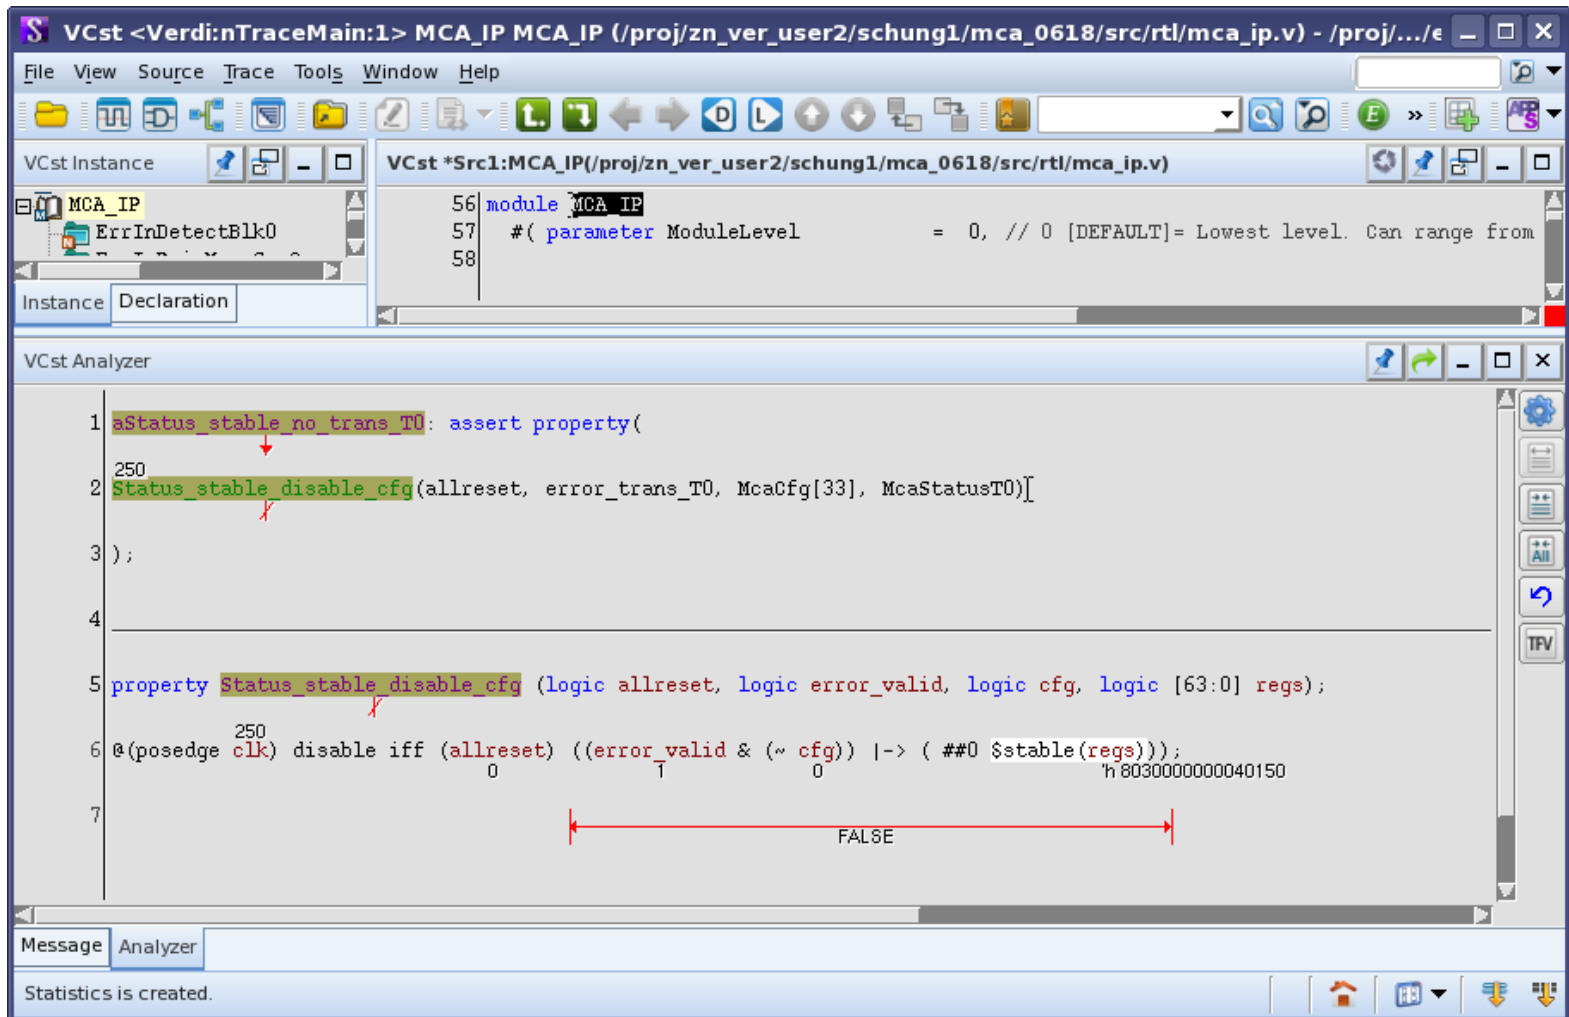 VCst <Verdi:nTraceMain:1> MCA_IP MCA_IP (/proj/zn_ver_user2/schung1/mca_0618/src/rtl/mca_ip.v) - /proj/.../e
File View Source Trace Tools Window Help
VCst Instance
VCst *Src1:MCA_IP(/proj/zn_ver_user2/schung1/mca_0618/src/rtl/mca_ip.v)
MCA_IP
ErrInDetectBlk0
56 module MCA_IP
57 #( parameter ModuleLevel = 0, // 0 [DEFAULT]= Lowest level. Can range from
58
Instance Declaration
VCst Analyzer
1 aStatus_stable_no_trans_T0: assert property(
250
2 Status_stable_disable_cfg(allreset, error_trans_T0, McaCfg[33], McaStatusT0)
3 );
4
5 property Status_stable_disable_cfg (logic allreset, logic error_valid, logic cfg, logic [63:0] regs);
250
6 @(posedge clk) disable iff (allreset) ((error_valid & (~ cfg)) |-> ( ##0 $stable(regs)));
0 1 0 'h 8030000000040150
7
FALSE
All
TFV
Message Analyzer
Statistics is created.